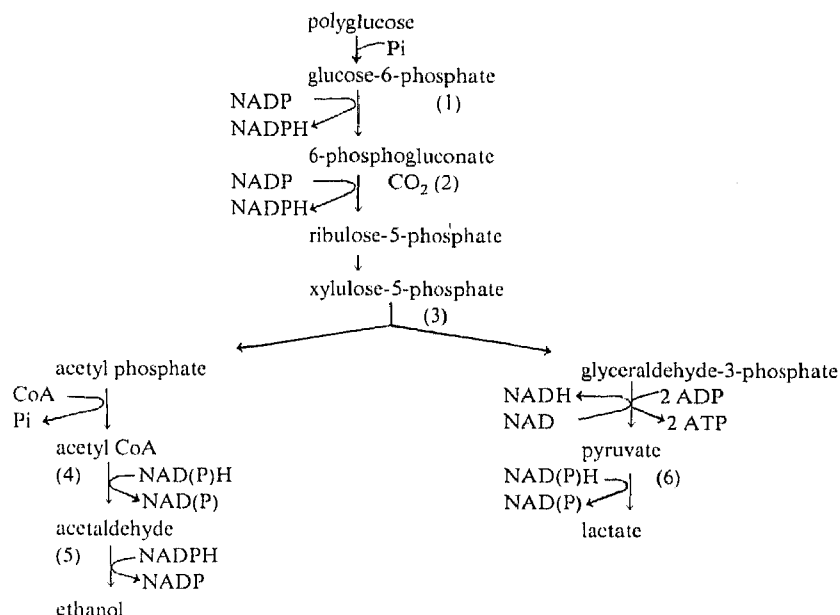 polyglucose
Pi
glucose-6-phosphate
NADP (1)
NADPH
6-phosphogluconate
NADP CO₂ (2)
NADPH
ribulose-5-phosphate
xylulose-5-phosphate
(3)
acetyl phosphate
CoA
Pi
acetyl CoA
(4) NAD(P)H
NAD(P)
acetaldehyde
(5) NADPH
NADP
ethanol
glyceraldehyde-3-phosphate
NADH 2 ADP
NAD 2 ATP
pyruvate
NAD(P)H (6)
NAD(P)
lactate